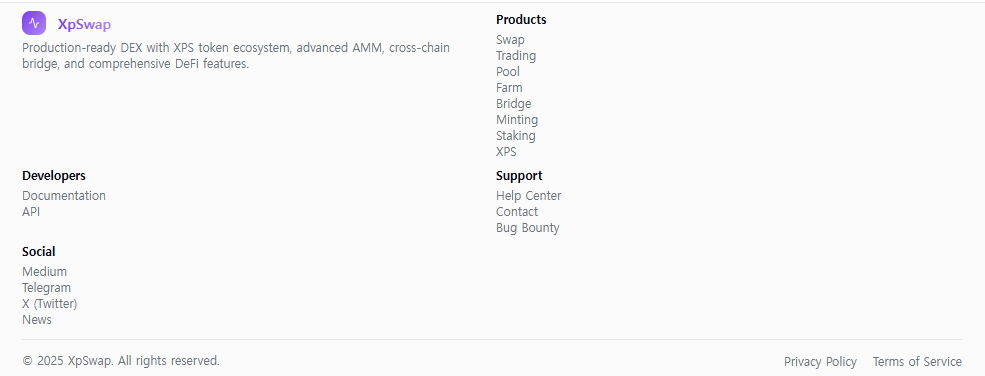 XpSwap
Production-ready DEX with XPS token ecosystem, advanced AMM, cross-chain
bridge, and comprehensive DeFi features.
Products
Swap
Trading
Pool
Farm
Bridge
Minting
Staking
XPS
Developers
Documentation
API
Support
Help Center
Contact
Bug Bounty
Social
Medium
Telegram
X (Twitter)
News
© 2025 XpSwap. All rights reserved.
Privacy Policy Terms of Service